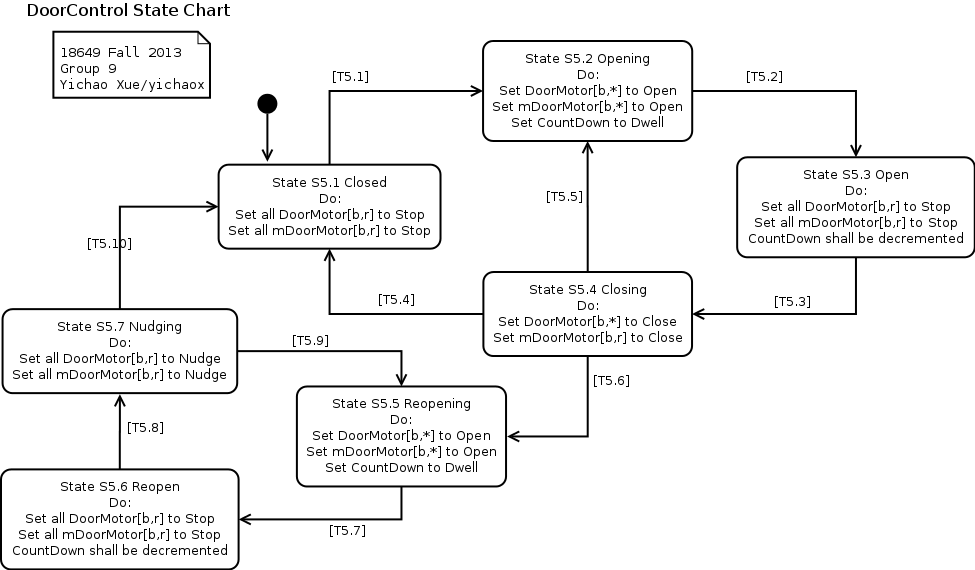 DoorControl State Chart
18649 Fall 2013
Group 9
Yichao Xue/yichaox
[T5.1]
State S5.2 Opening
Do:
Set DoorMotor[b,*] to Open
Set mDoorMotor[b,*] to Open
Set CountDown to Dwell
[T5.2]
State S5.1 Closed
Do:
Set all DoorMotor[b,r] to Stop
Set all mDoorMotor[b,r] to Stop
[T5.5]
State S5.3 Open
Do:
Set all DoorMotor[b,r] to Stop
Set all mDoorMotor[b,r] to Stop
CountDown shall be decremented
[T5.10]
[T5.4]
State S5.4 Closing
Do:
Set DoorMotor[b,*] to Close
Set mDoorMotor[b,r] to Close
[T5.3]
State S5.7 Nudging
Do:
Set all DoorMotor[b,r] to Nudge
Set all mDoorMotor[b,r] to Nudge
[T5.9]
[T5.6]
State S5.5 Reopening
Do:
Set DoorMotor[b,*] to Open
Set mDoorMotor[b,*] to Open
Set CountDown to Dwell
[T5.8]
State S5.6 Reopen
Do:
Set all DoorMotor[b,r] to Stop
Set all mDoorMotor[b,r] to Stop
CountDown shall be decremented
[T5.7]